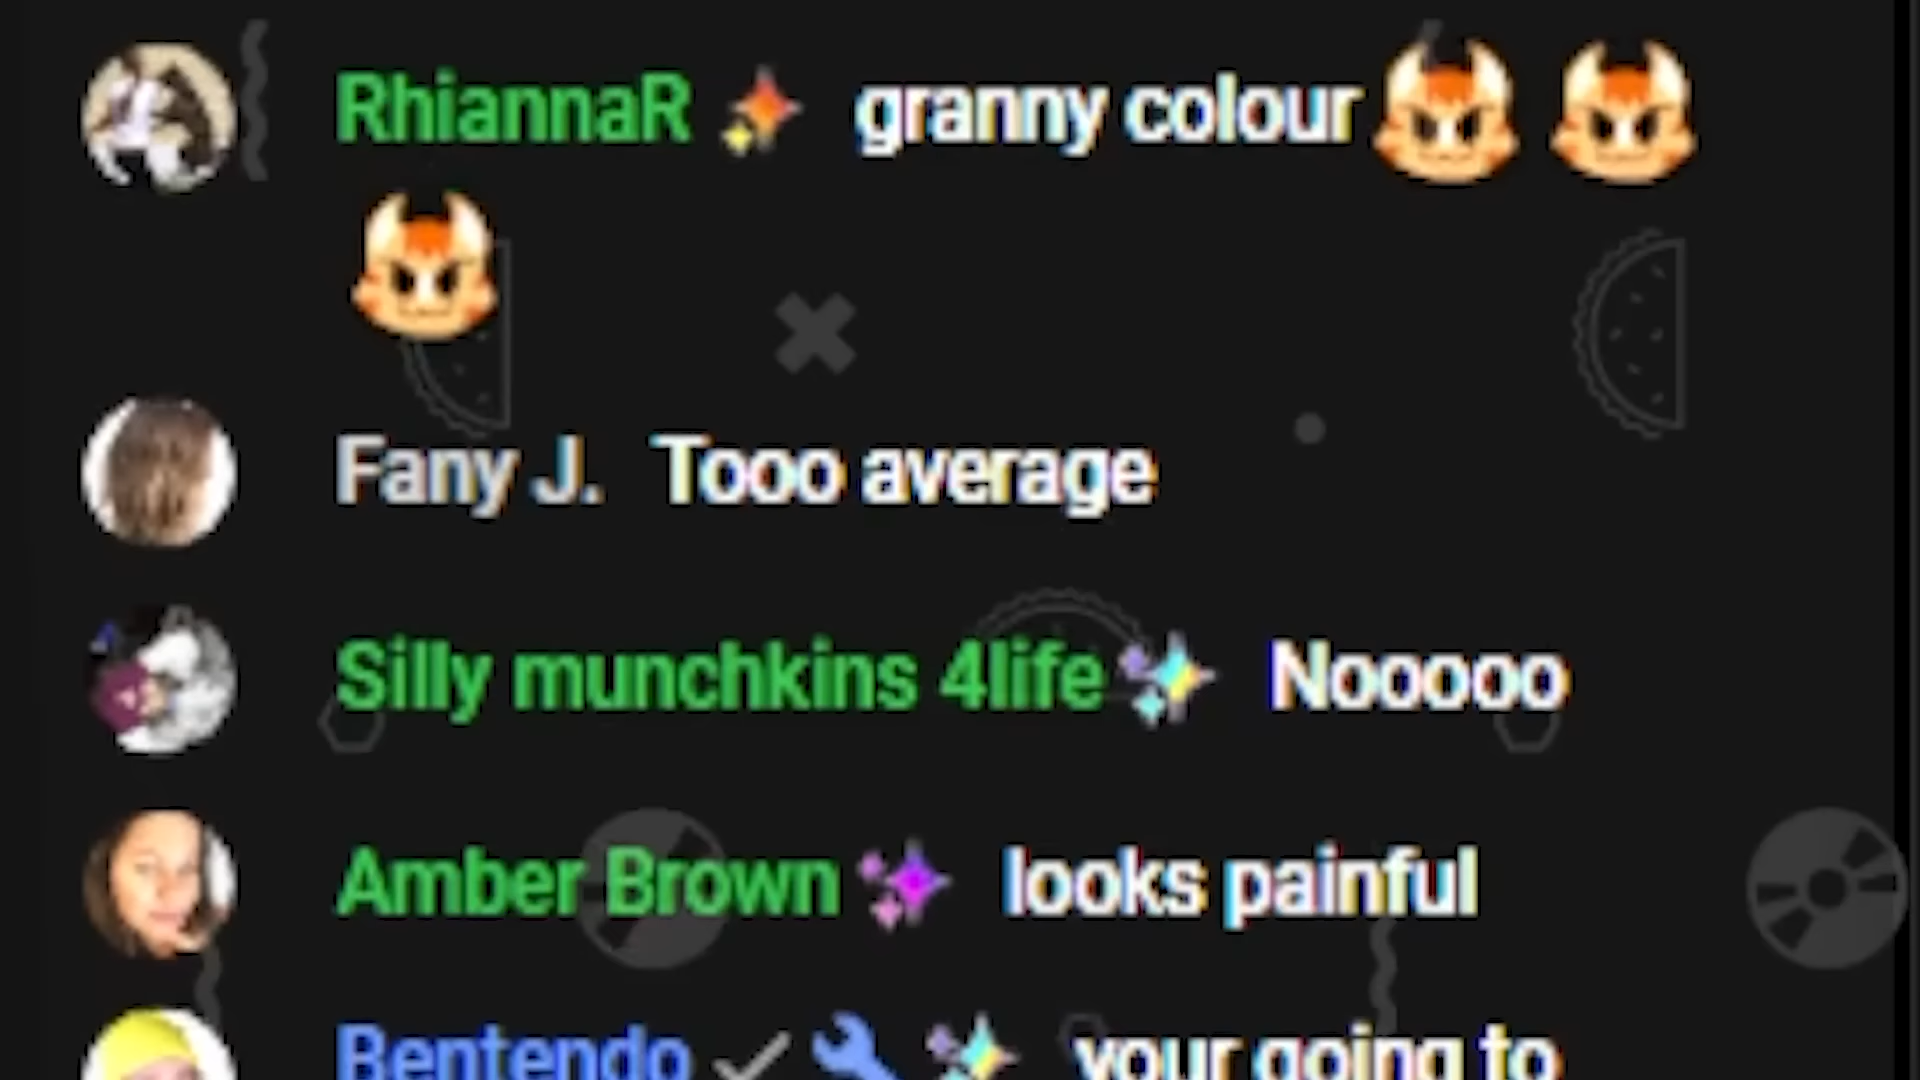 RhiannaR granny colour
Fany J. Tooo average
Silly munchkins 4life Nooooo
Amber Brown looks painful
Bentendo your going to